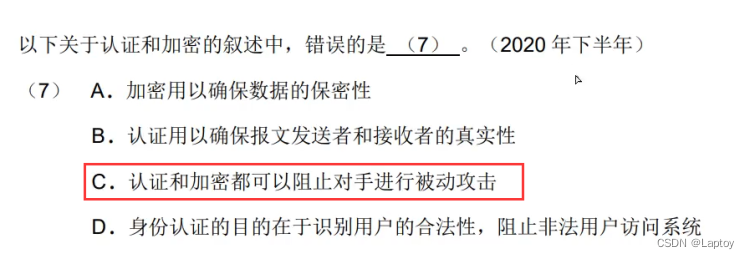 以下关于认证和加密的叙述中，错误的是（7）。（2020年下半年）
（7） A．加密用以确保数据的保密性
B．认证用以确保报文发送者和接收者的真实性
C．认证和加密都可以阻止对手进行被动攻击
D．身份认证的目的在于识别用户的合法性，阻止非法用户访问系统
CSDN @Laptoy